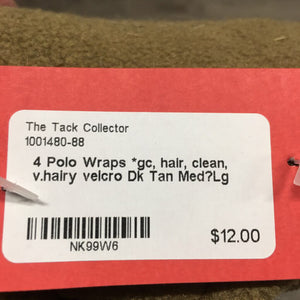 The Tack Collector
1001480-88
4 Polo Wraps *gc, hair, clean,
v.hairy velcro Dk Tan Med?Lg
$12.00
NK99W6